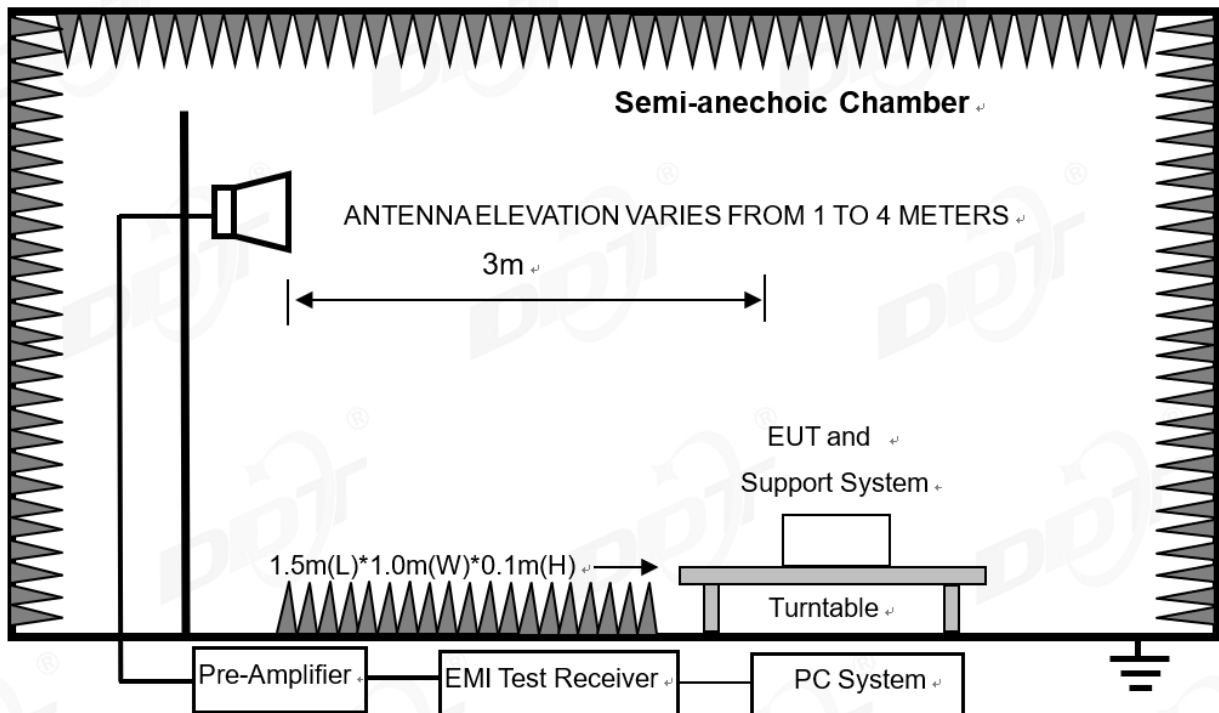 Semi-anechoic Chamber
ANTENNA ELEVATION VARIES FROM 1 TO 4 METERS
3m
EUT and
Support System
1.5m(L)*1.0m(W)*0.1m(H)
Turntable
Pre-Amplifier
EMI Test Receiver
PC System
DDT
®